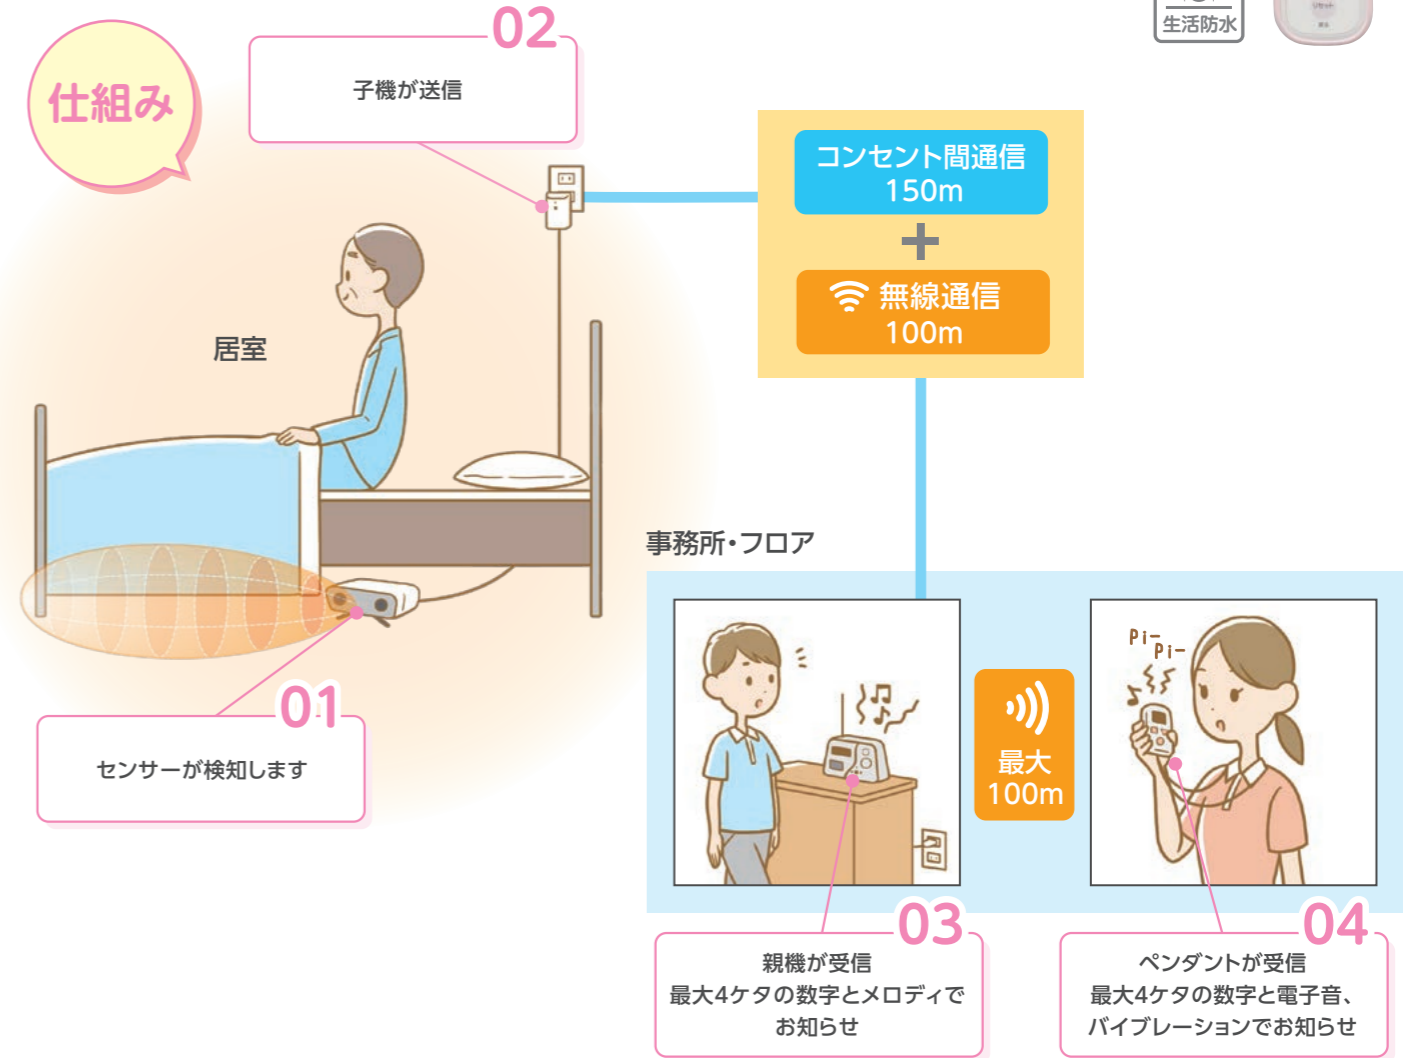 仕組み
02
子機が送信
生活防水
リセット
コンセント間通信
150m
+
無線通信
100m
居室
01
センサーが検知します
事務所・フロア
Pi-
Pi-
最大
100m
03
親機が受信
最大4ケタの数字とメロディで
お知らせ
04
ペンダントが受信
最大4ケタの数字と電子音、
バイブレーションでお知らせ